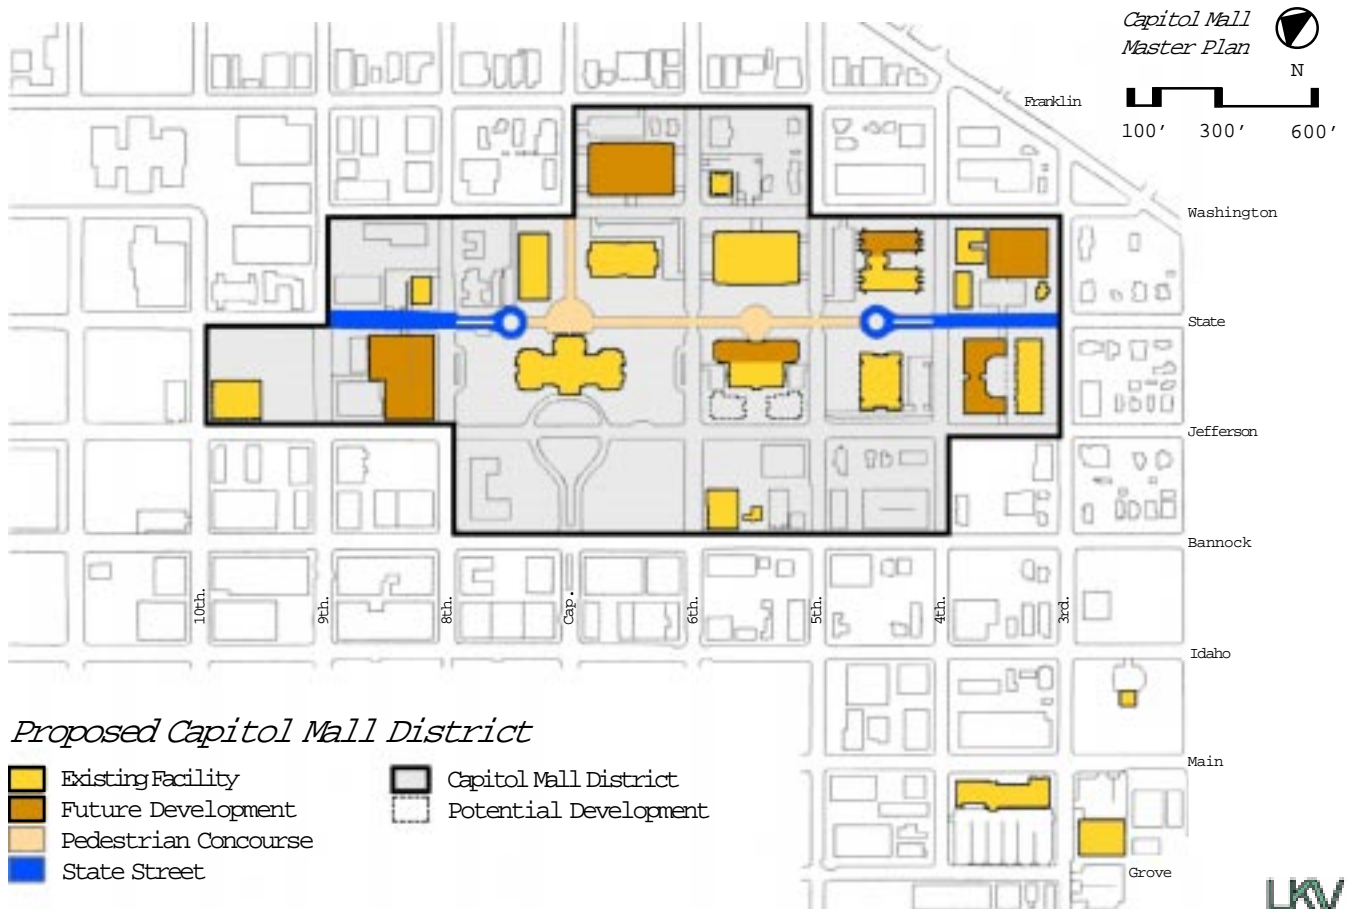 Capitol Mall
Master Plan
N
100' 300' 600'
Franklin
Washington
State
Jefferson
Bannock
10th. 9th. 8th. Cap. 6th. 5th. 4th. 3rd.
Idaho
Main
Grove
Proposed Capitol Mall District
Existing Facility
Future Development
Pedestrian Concourse
State Street
Capitol Mall District
Potential Development
LKV